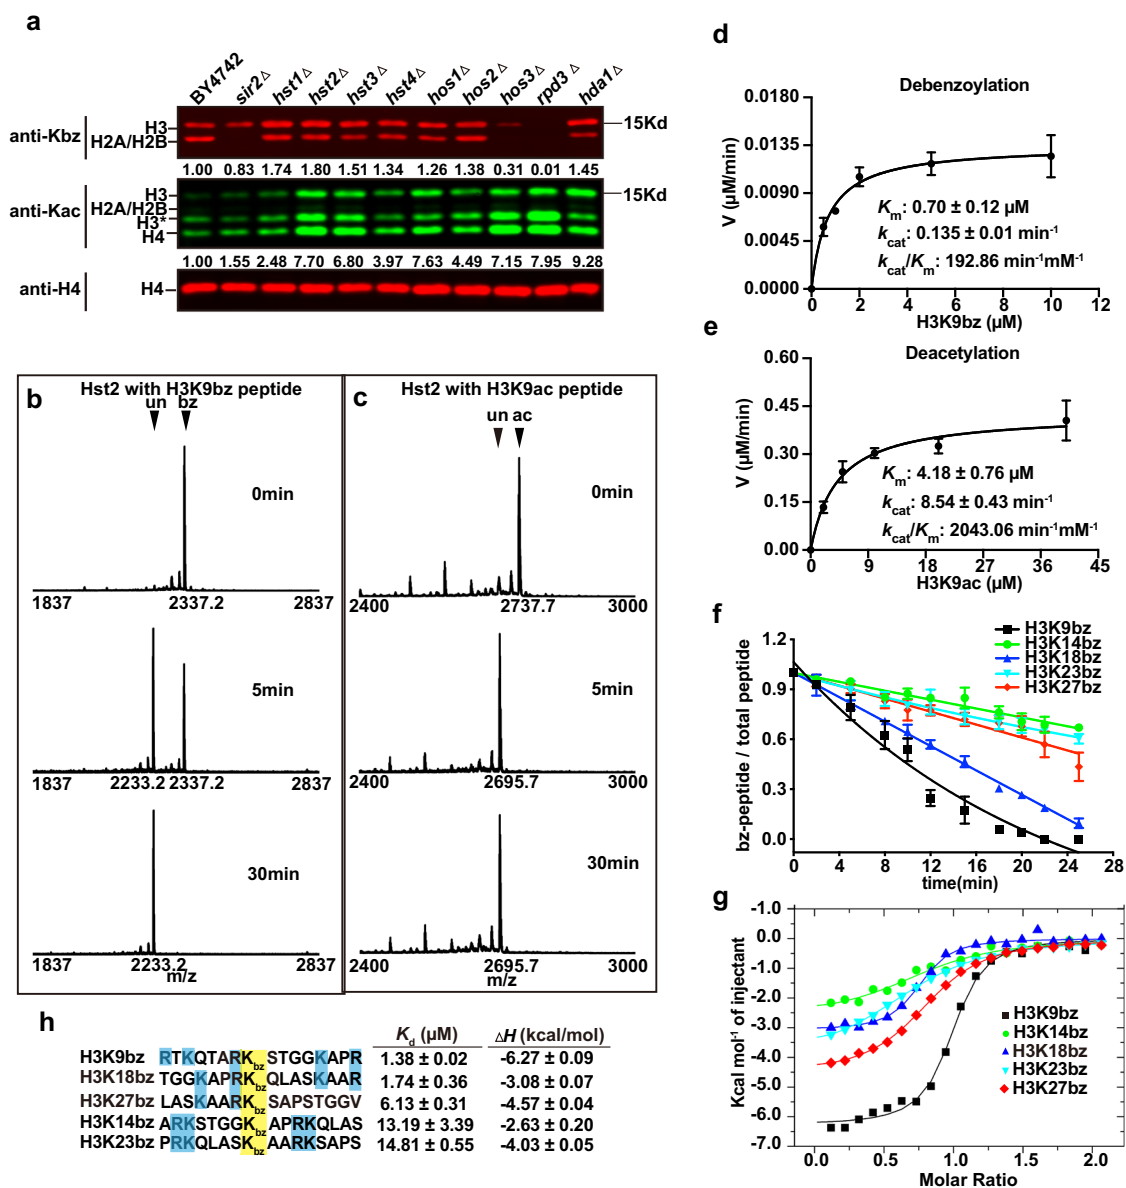 a
BY4742 sir2△ hst1△ hst2△ hst3△ hst4△ hos1△ hos2△ hos3△ rpd3△ hda1△
anti-Kbz
H3
H2A/H2B
15Kd
1.00 0.83 1.74 1.80 1.51 1.34 1.26 1.38 0.31 0.01 1.45
anti-Kac
H3
H2A/H2B
H3*
H4
15Kd
1.00 1.55 2.48 7.70 6.80 3.97 7.63 4.49 7.15 7.95 9.28
anti-H4
H4
b
Hst2 with H3K9bz peptide
un bz
0min
1837 2337.2 2837
5min
1837 2233.2 2337.2 2837
30min
1837 2233.2 2837
m/z
c
Hst2 with H3K9ac peptide
un ac
0min
2400 2737.7 3000
5min
2400 2695.7 3000
30min
2400 2695.7 3000
m/z
d
Debenzoylation
V (µM/min)
0.0180
0.0135
0.0090
0.0045
0.0000
Km: 0.70 ± 0.12 µM
kcat: 0.135 ± 0.01 min-1
kcat/Km: 192.86 min-1mM-1
0 2 4 6 8 10 12
H3K9bz (µM)
e
Deacetylation
V (µM/min)
0.60
0.45
0.30
0.15
0.00
Km: 4.18 ± 0.76 µM
kcat: 8.54 ± 0.43 min-1
kcat/Km: 2043.06 min-1mM-1
0 9 18 27 36 45
H3K9ac (µM)
f
bz-peptide / total peptide
1.2
0.9
0.6
0.3
0.0
H3K9bz
H3K14bz
H3K18bz
H3K23bz
H3K27bz
0 4 8 12 16 20 24 28
time(min)
g
Kcal mol-1 of injectant
-1.0
0.0
-1.0
-2.0
-3.0
-4.0
-5.0
-6.0
-7.0
H3K9bz
H3K14bz
H3K18bz
H3K23bz
H3K27bz
0.0 0.5 1.0 1.5 2.0
Molar Ratio
h
Kd (µM) ΔH (kcal/mol)
H3K9bz RTKQTARKbzSTGGKAPR 1.38 ± 0.02 -6.27 ± 0.09
H3K18bz TGGKAPRKbzQLASKAAR 1.74 ± 0.36 -3.08 ± 0.07
H3K27bz LASKAARKbzSAPSTGGV 6.13 ± 0.31 -4.57 ± 0.04
H3K14bz ARKSTGGKbzAPRKQLAS 13.19 ± 3.39 -2.63 ± 0.20
H3K23bz PRKQLASKbzAARKSAPS 14.81 ± 0.55 -4.03 ± 0.05